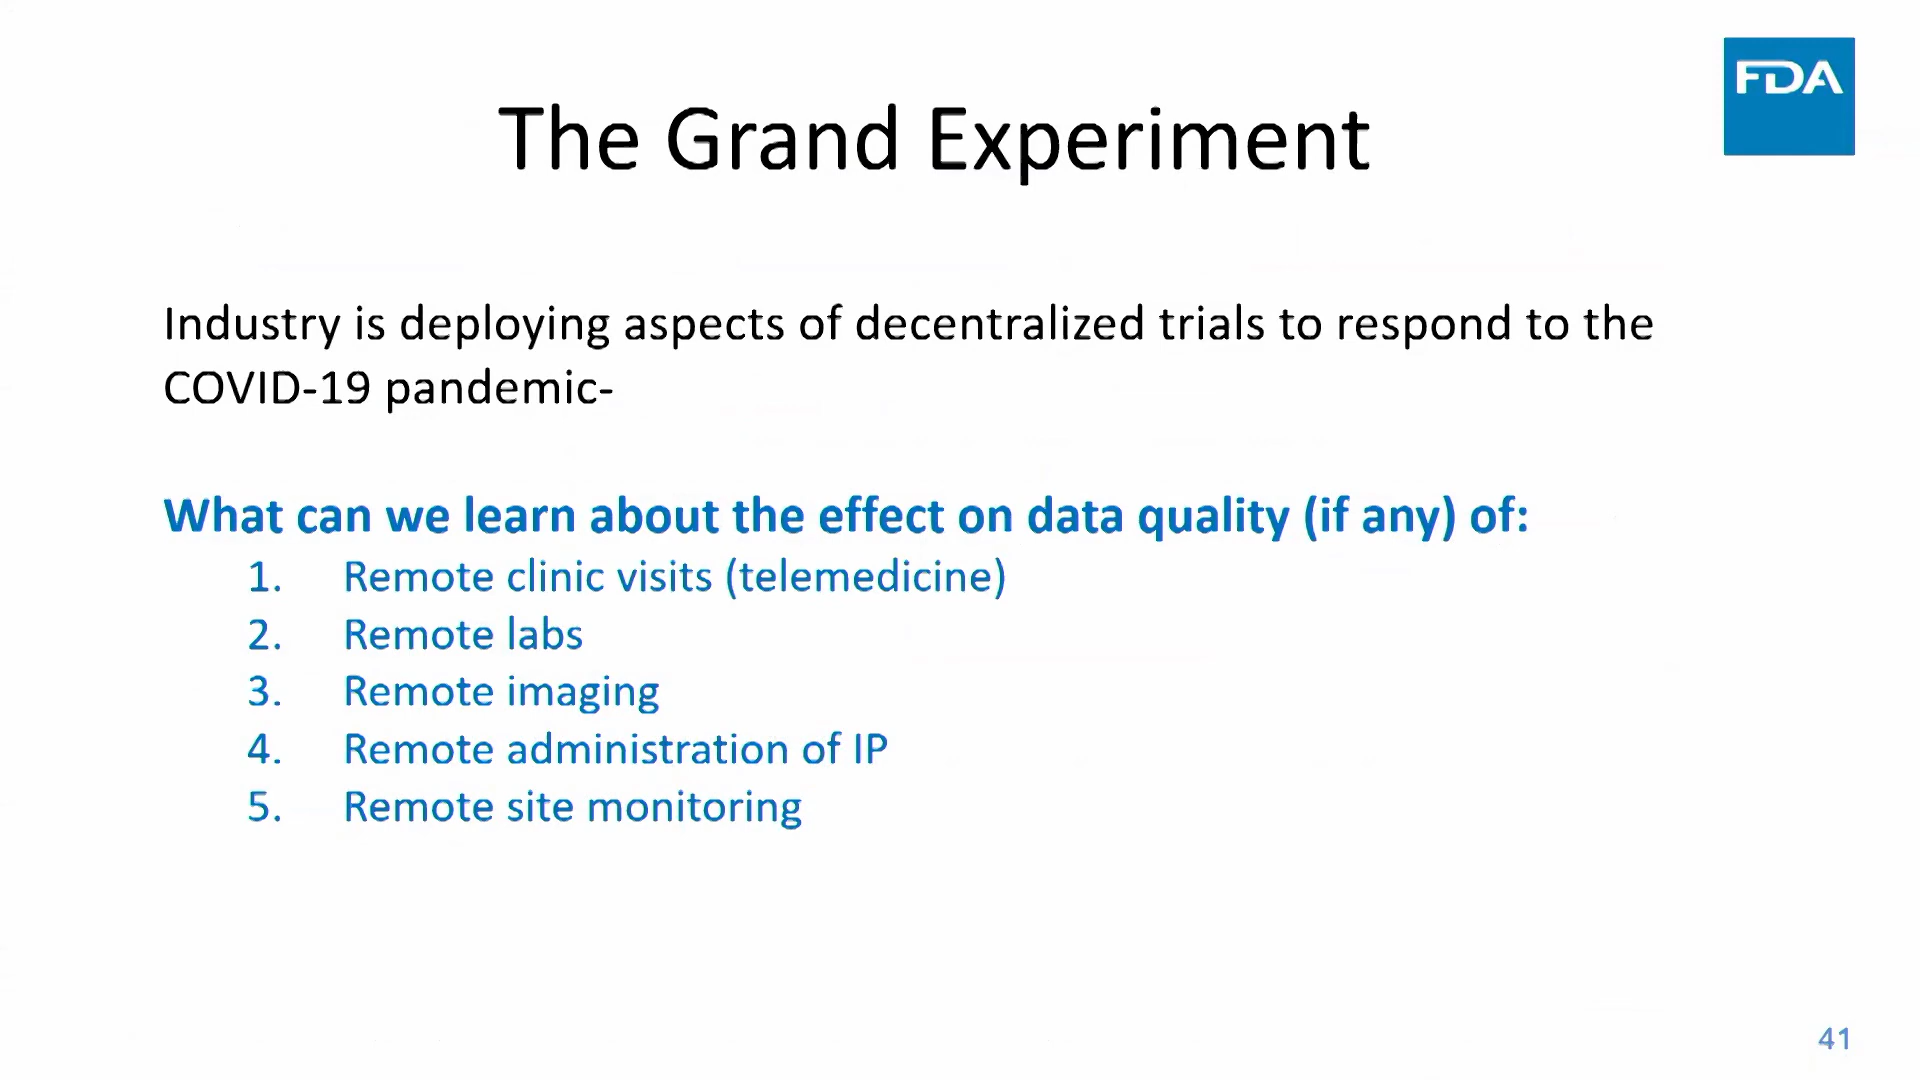 FDA
The Grand Experiment
Industry is deploying aspects of decentralized trials to respond to the
COVID-19 pandemic-
What can we learn about the effect on data quality (if any) of:
1. Remote clinic visits (telemedicine)
2. Remote labs
3. Remote imaging
4. Remote administration of IP
5. Remote site monitoring
41